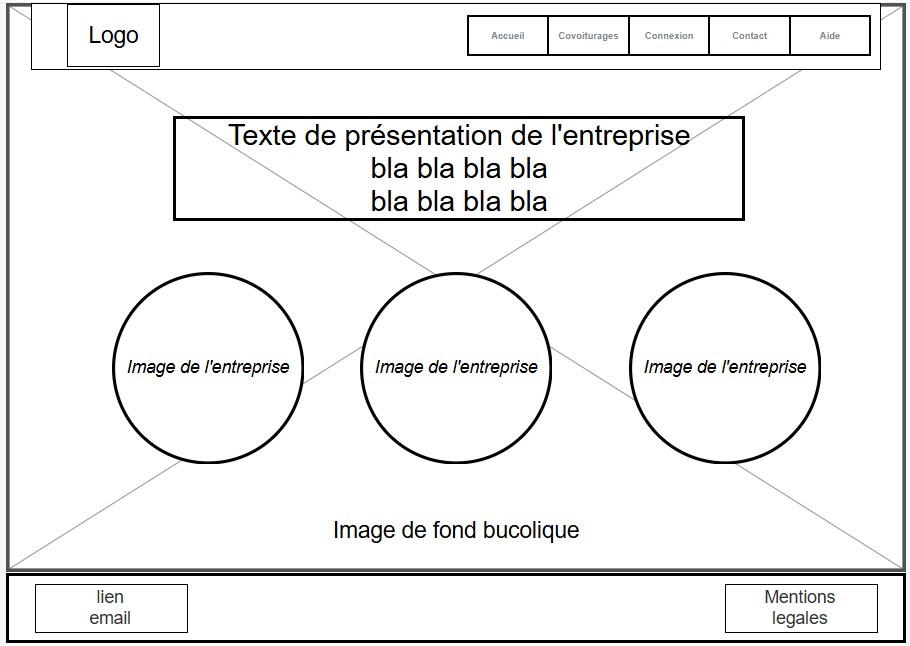 Logo
Accueil
Covoiturages
Connexion
Contact
Aide
Texte de présentation de l'entreprise
bla bla bla bla
bla bla bla bla
Image de l'entreprise
Image de l'entreprise
Image de l'entreprise
Image de fond bucolique
lien
email
Mentions
legales